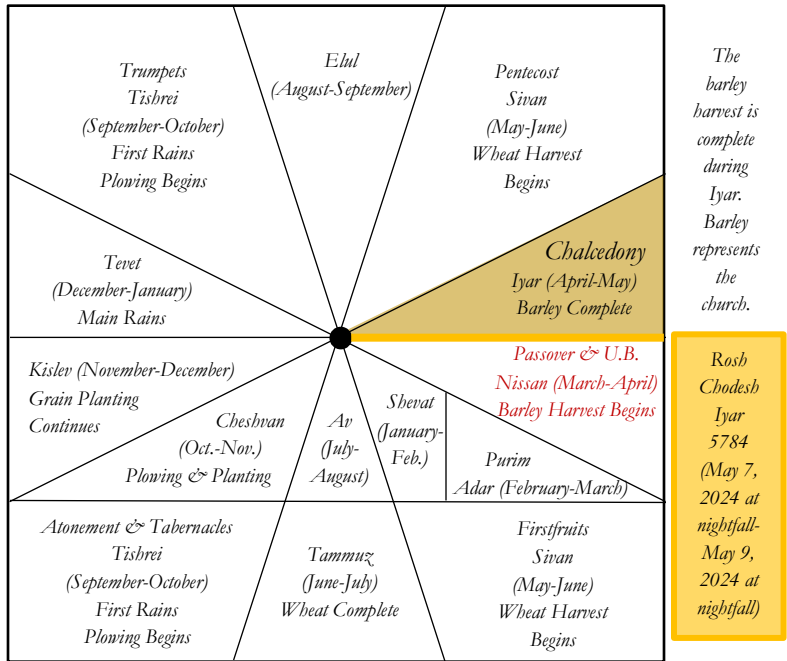 Trumpets
Tishrei
(September-October)
First Rains
Plowing Begins
Elul
(August-September)
Pentecost
Sivan
(May-June)
Wheat Harvest
Begins
Tevet
(December-January)
Main Rains
Chalcedony
Iyar (April-May)
Barley Complete
Kislev (November-December)
Grain Planting
Continues
Cheshvan
(Oct.-Nov.)
Plowing & Planting
Av
(July-
August)
Shevat
(January-
Feb.)
Passover & U.B.
Nissan (March-April)
Barley Harvest Begins
Purim
Adar (February-March)
Atonement & Tabernacles
Tishrei
(September-October)
First Rains
Plowing Begins
Tammuz
(June-July)
Wheat Complete
Firstfruits
Sivan
(May-June)
Wheat Harvest
Begins
The
barley
harvest is
complete
during
Iyar.
Barley
represents
the
church.
Rosh
Chodesh
Iyar
5784
(May 7,
2024 at
nightfall-
May 9,
2024 at
nightfall)